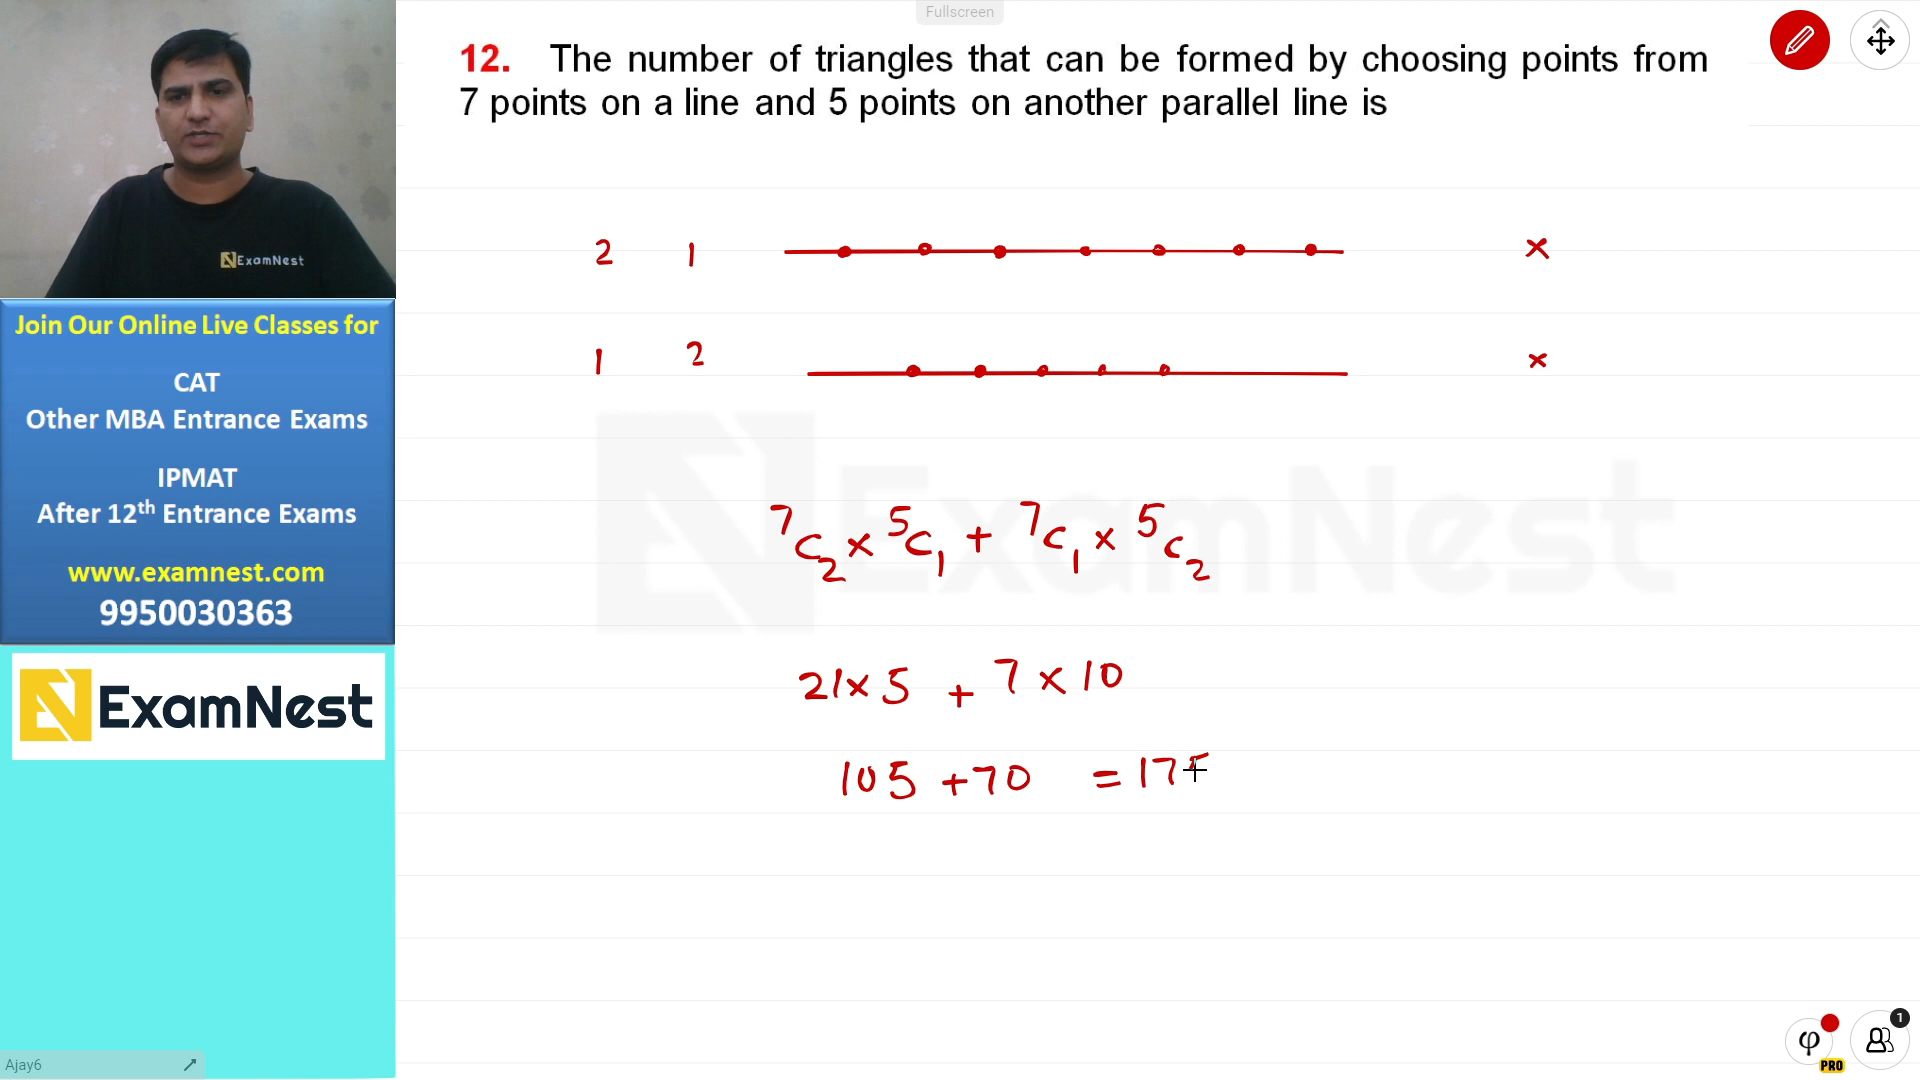 Fullscreen
12. The number of triangles that can be formed by choosing points from
7 points on a line and 5 points on another parallel line is
ExamNest
2 1 ×
1 2 ×
Join Our Online Live Classes for
CAT
Other MBA Entrance Exams
IPMAT
After 12th Entrance Exams
www.examnest.com
9950030363
ExamNest
ExamNest
⁷C₂ × ⁵C₁ + ⁷C₁ × ⁵C₂
21 × 5 + 7 × 10
105 + 70 = 175
Ajay6
φ
PRO
1